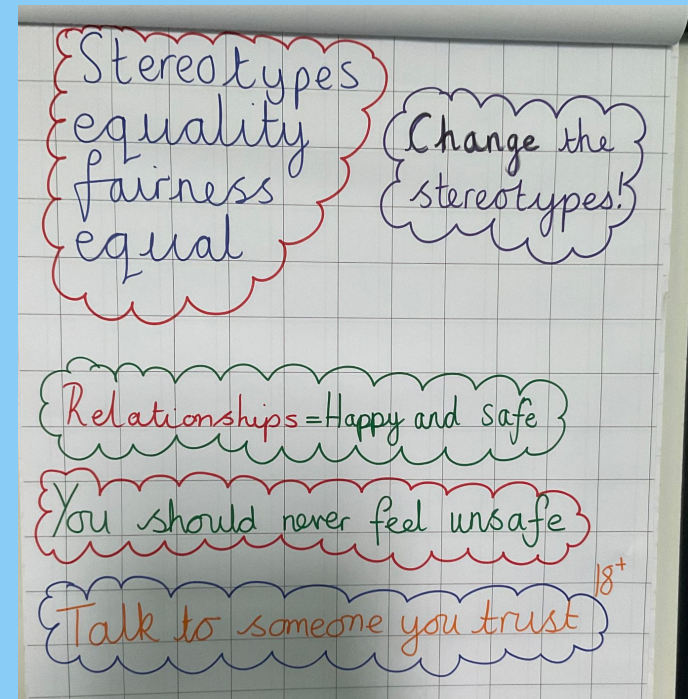 Stereotypes
equality
fairness
equal
Change the
stereotypes!
Relationships = Happy and safe
You should never feel unsafe
18+
Talk to someone you trust